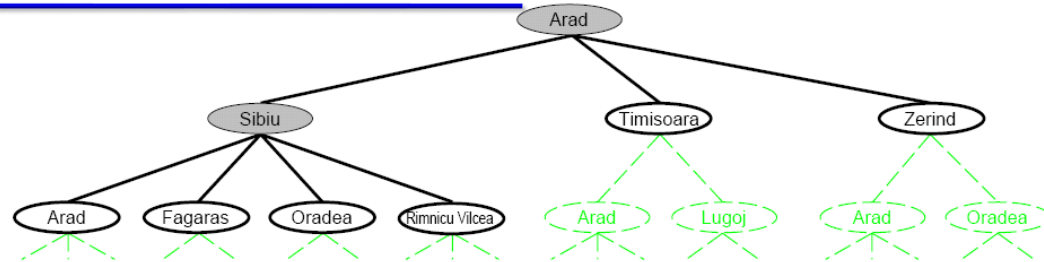 Arad
Sibiu Timisoara Zerind
Arad Fagaras Oradea Rimnicu Vilcea Arad Lugoj Arad Oradea